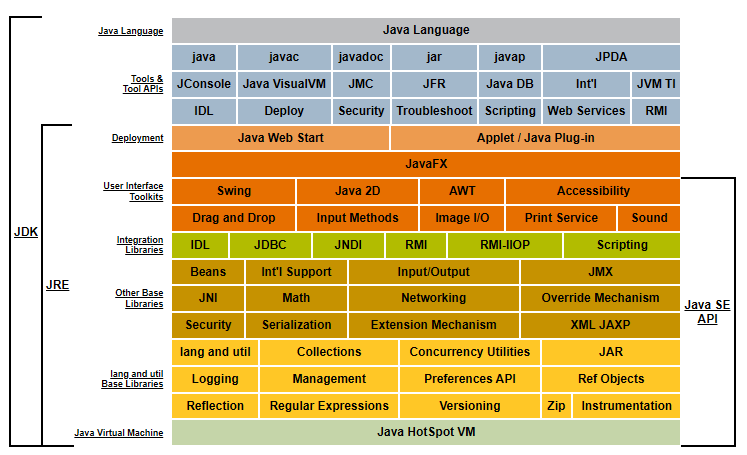 Java Language Java Language
java javac javadoc jar javap JPDA
Tools &
Tool APIs
JConsole Java VisualVM JMC JFR Java DB Int'l JVM TI
IDL Deploy Security Troubleshoot Scripting Web Services RMI
Deployment Java Web Start Applet / Java Plug-in
JavaFX
User Interface
Toolkits
Swing Java 2D AWT Accessibility
Drag and Drop Input Methods Image I/O Print Service Sound
Integration
Libraries
IDL JDBC JNDI RMI RMI-IIOP Scripting
Beans Int'l Support Input/Output JMX
Other Base
Libraries
JNI Math Networking Override Mechanism
Security Serialization Extension Mechanism XML JAXP
lang and util Collections Concurrency Utilities JAR
lang and util
Base Libraries
Logging Management Preferences API Ref Objects
Reflection Regular Expressions Versioning Zip Instrumentation
Java Virtual Machine Java HotSpot VM
JDK
JRE
Java SE
API